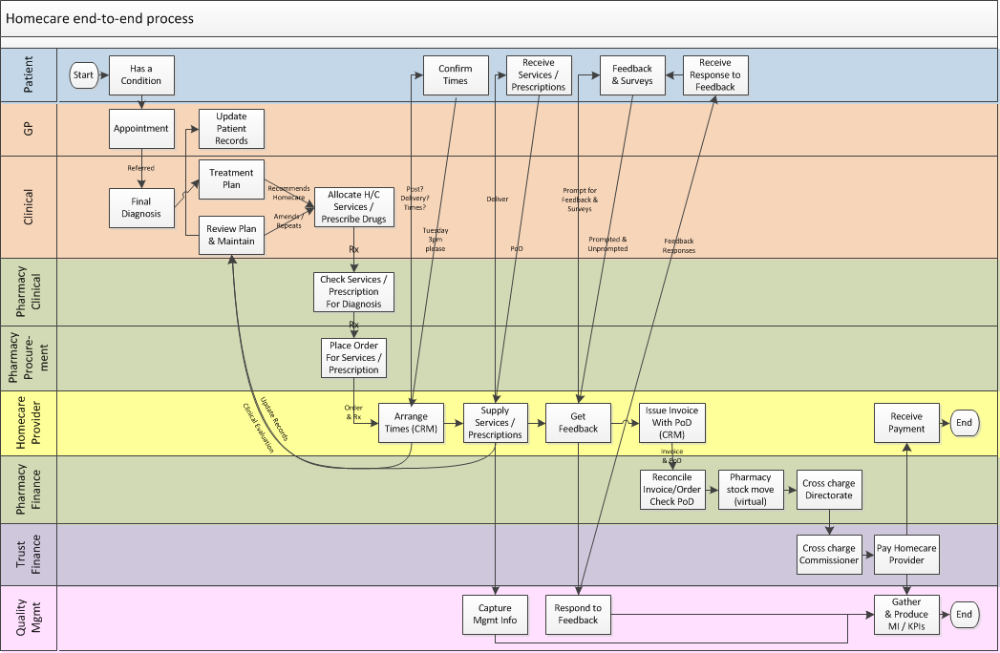 Homecare end-to-end process
Patient
Start
Has a
Condition
Confirm
Times
Receive
Services /
Prescriptions
Feedback
& Surveys
Receive
Response to
Feedback
GP
Appointment
Update
Patient
Records
Clinical
Referred
Final
Diagnosis
Treatment
Plan
Review Plan
& Maintain
Recommends
Homecare
Amends /
Repeats
Allocate H/C
Services /
Prescribe Drugs
Rx
Post?
Delivery?
Times?
Tuesday
3pm
please
Deliver
PoD
Prompt for
Feedback &
Surveys
Prompted &
Unprompted
Feedback
Responses
Pharmacy
Clinical
Check Services /
Prescription
For Diagnosis
Rx
Pharmacy
Procure-
ment
Place Order
For Services /
Prescription
Homecare
Provider
Update Records
Clinical Evaluation
Order
& Rx
Arrange
Times (CRM)
Supply
Services /
Prescriptions
Get
Feedback
Issue Invoice
With PoD
(CRM)
Receive
Payment
End
Invoice
& PoD
Pharmacy
Finance
Reconcile
Invoice/Order
Check PoD
Pharmacy
stock move
(virtual)
Cross charge
Directorate
Trust
Finance
Cross charge
Commissioner
Pay Homecare
Provider
Quality
Mgmt
Capture
Mgmt Info
Respond to
Feedback
Gather
& Produce
MI / KPIs
End